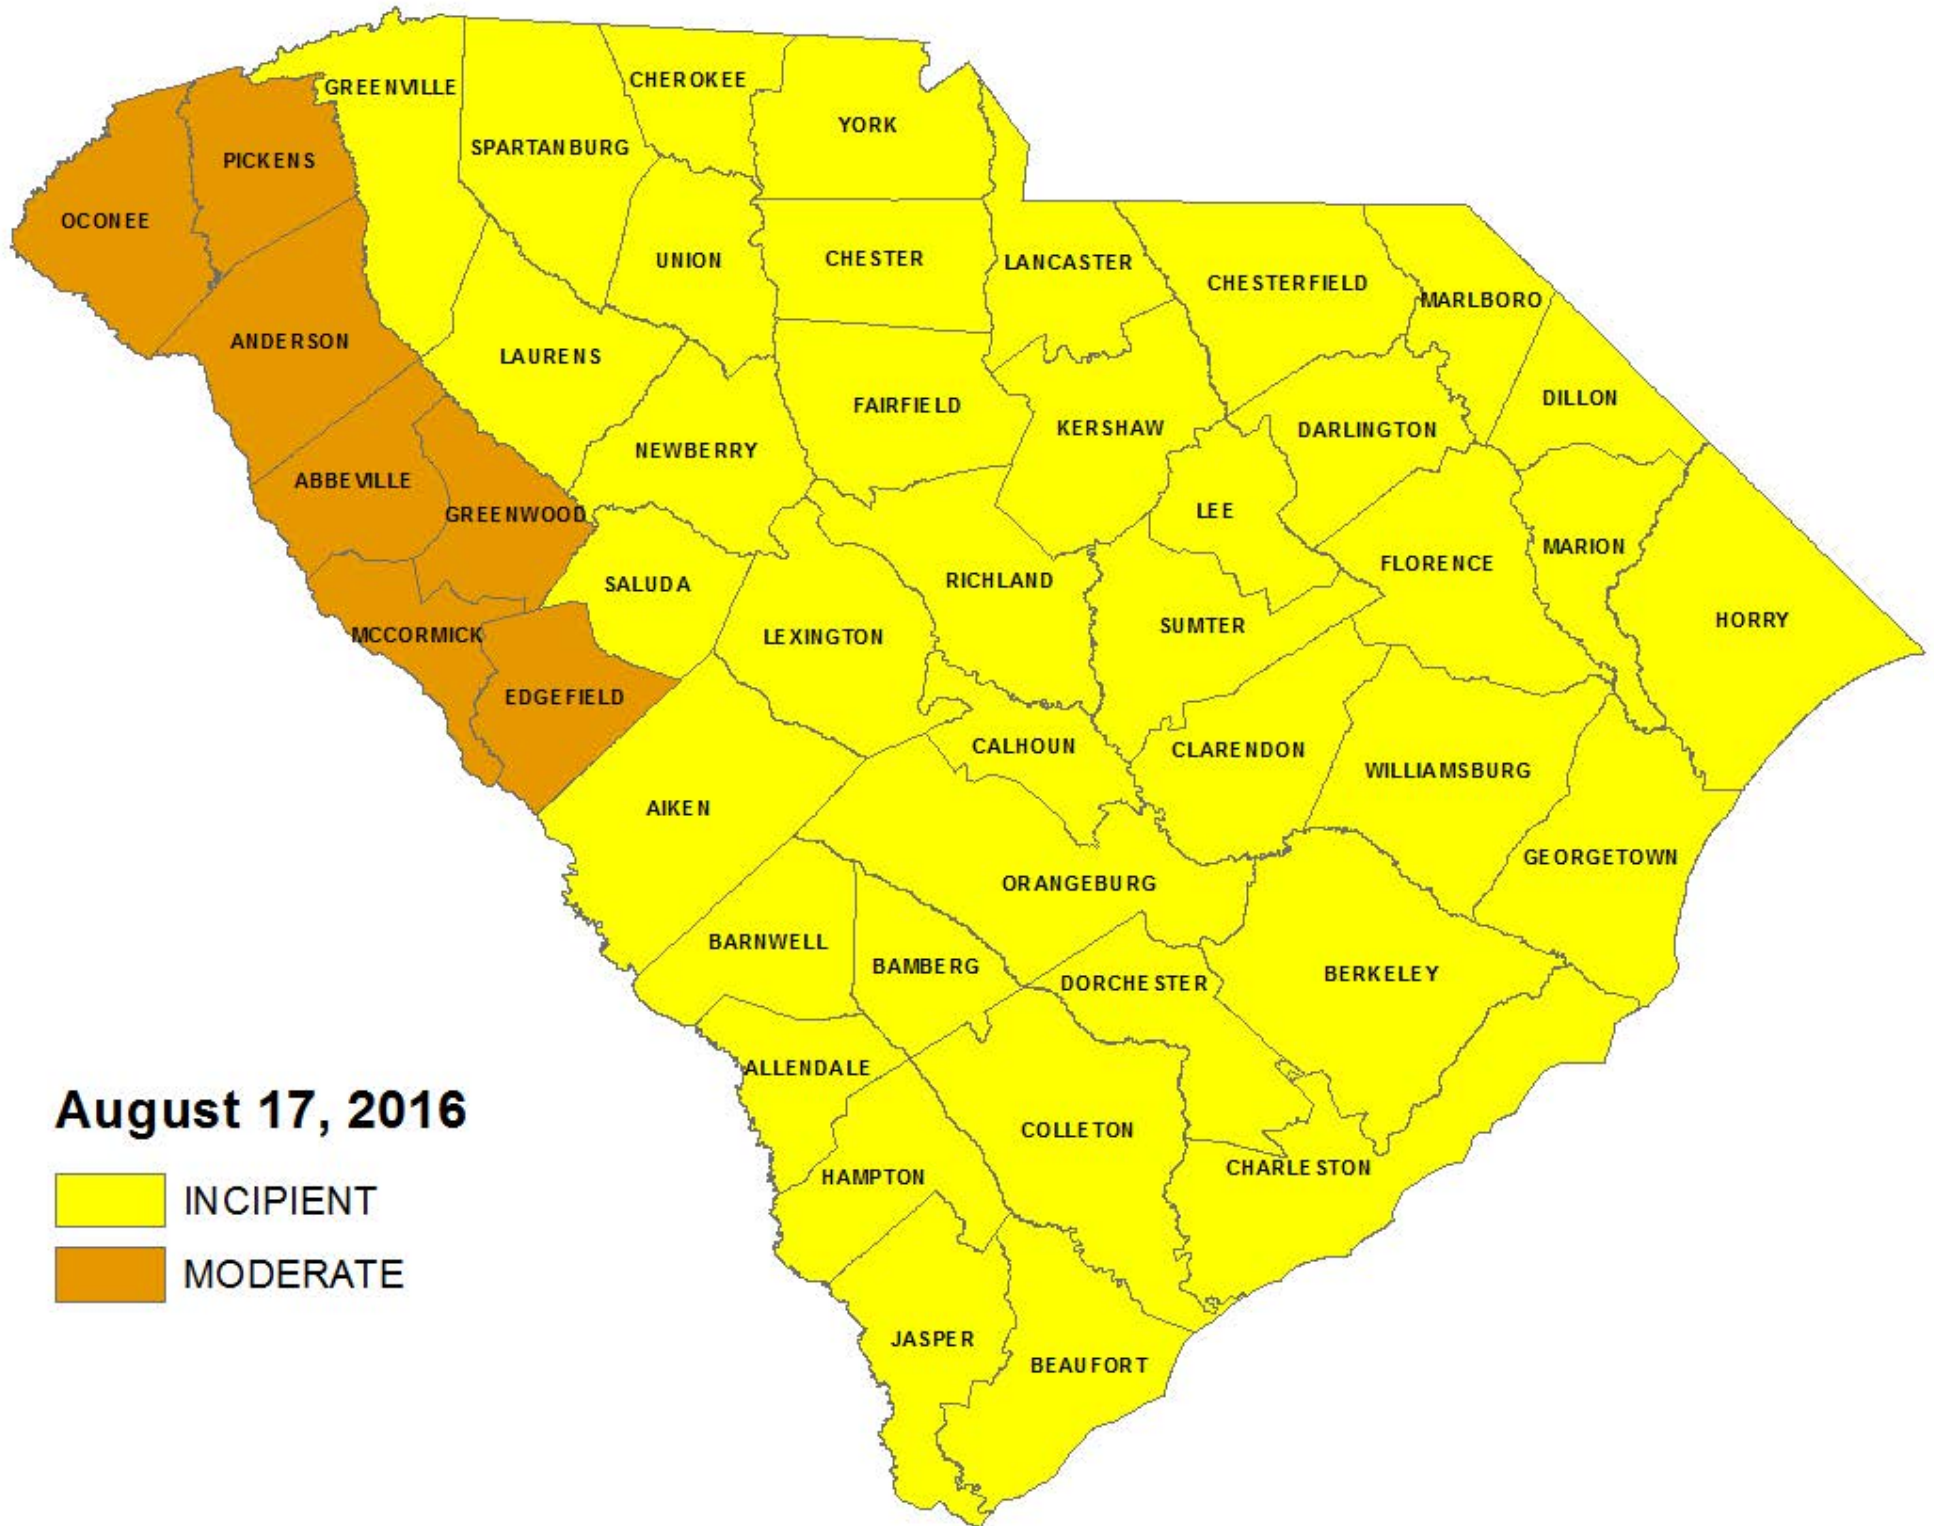 GREENVILLE
CHEROKEE
YORK
SPARTANBURG
PICKENS
OCONEE
UNION
CHESTER
LANCASTER
CHESTERFIELD
MARLBORO
ANDERSON
LAURENS
DILLON
FAIRFIELD
KERSHAW
DARLINGTON
NEWBERRY
ABBEVILLE
GREENWOOD
LEE
MARION
FLORENCE
RICHLAND
SALUDA
HORRY
SUMTER
MCCORMICK
LEXINGTON
EDGEFIELD
CALHOUN
CLARENDON
WILLIAMSBURG
AIKEN
GEORGETOWN
ORANGEBURG
BARNWELL
BAMBERG
BERKELEY
DORCHESTER
ALLENDALE
August 17, 2016
COLLETON
CHARLESTON
HAMPTON
INCIPIENT
MODERATE
JASPER
BEAUFORT